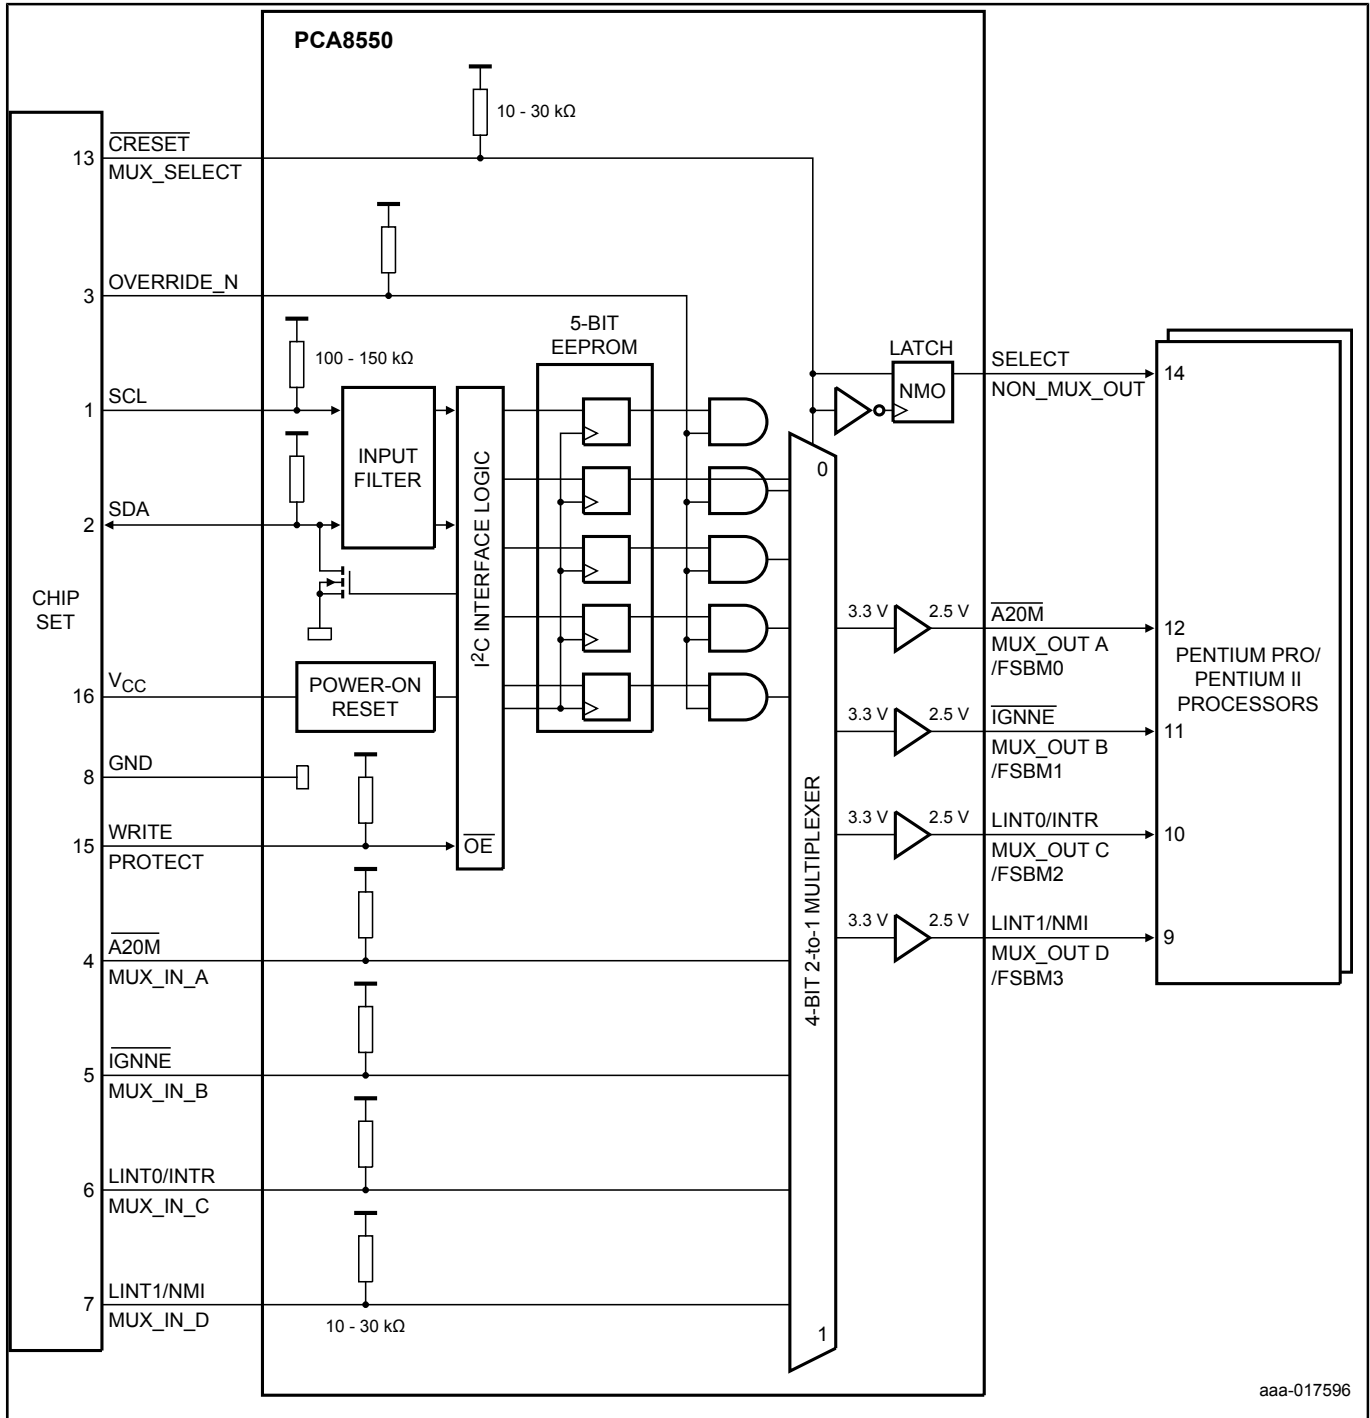 PCA8550
10 - 30 kΩ
CRESET
13
MUX_SELECT
OVERRIDE_N
3
5-BIT
EEPROM
LATCH
100 - 150 kΩ
NMO
SELECT
NON_MUX_OUT
14
SCL
1
INPUT
FILTER
0
SDA
2
I2C INTERFACE LOGIC
CHIP
SET
3.3 V
2.5 V
A20M
MUX_OUT A
/FSBM0
12
PENTIUM PRO/
PENTIUM II
PROCESSORS
VCC
16
POWER-ON
RESET
3.3 V
2.5 V
IGNNE
MUX_OUT B
/FSBM1
11
GND
8
4-BIT 2-to-1 MULTIPLEXER
WRITE
15
PROTECT
OE
3.3 V
2.5 V
LINT0/INTR
MUX_OUT C
/FSBM2
10
3.3 V
2.5 V
LINT1/NMI
MUX_OUT D
/FSBM3
9
A20M
4
MUX_IN_A
IGNNE
5
MUX_IN_B
LINT0/INTR
6
MUX_IN_C
LINT1/NMI
7
MUX_IN_D
10 - 30 kΩ
1
aaa-017596